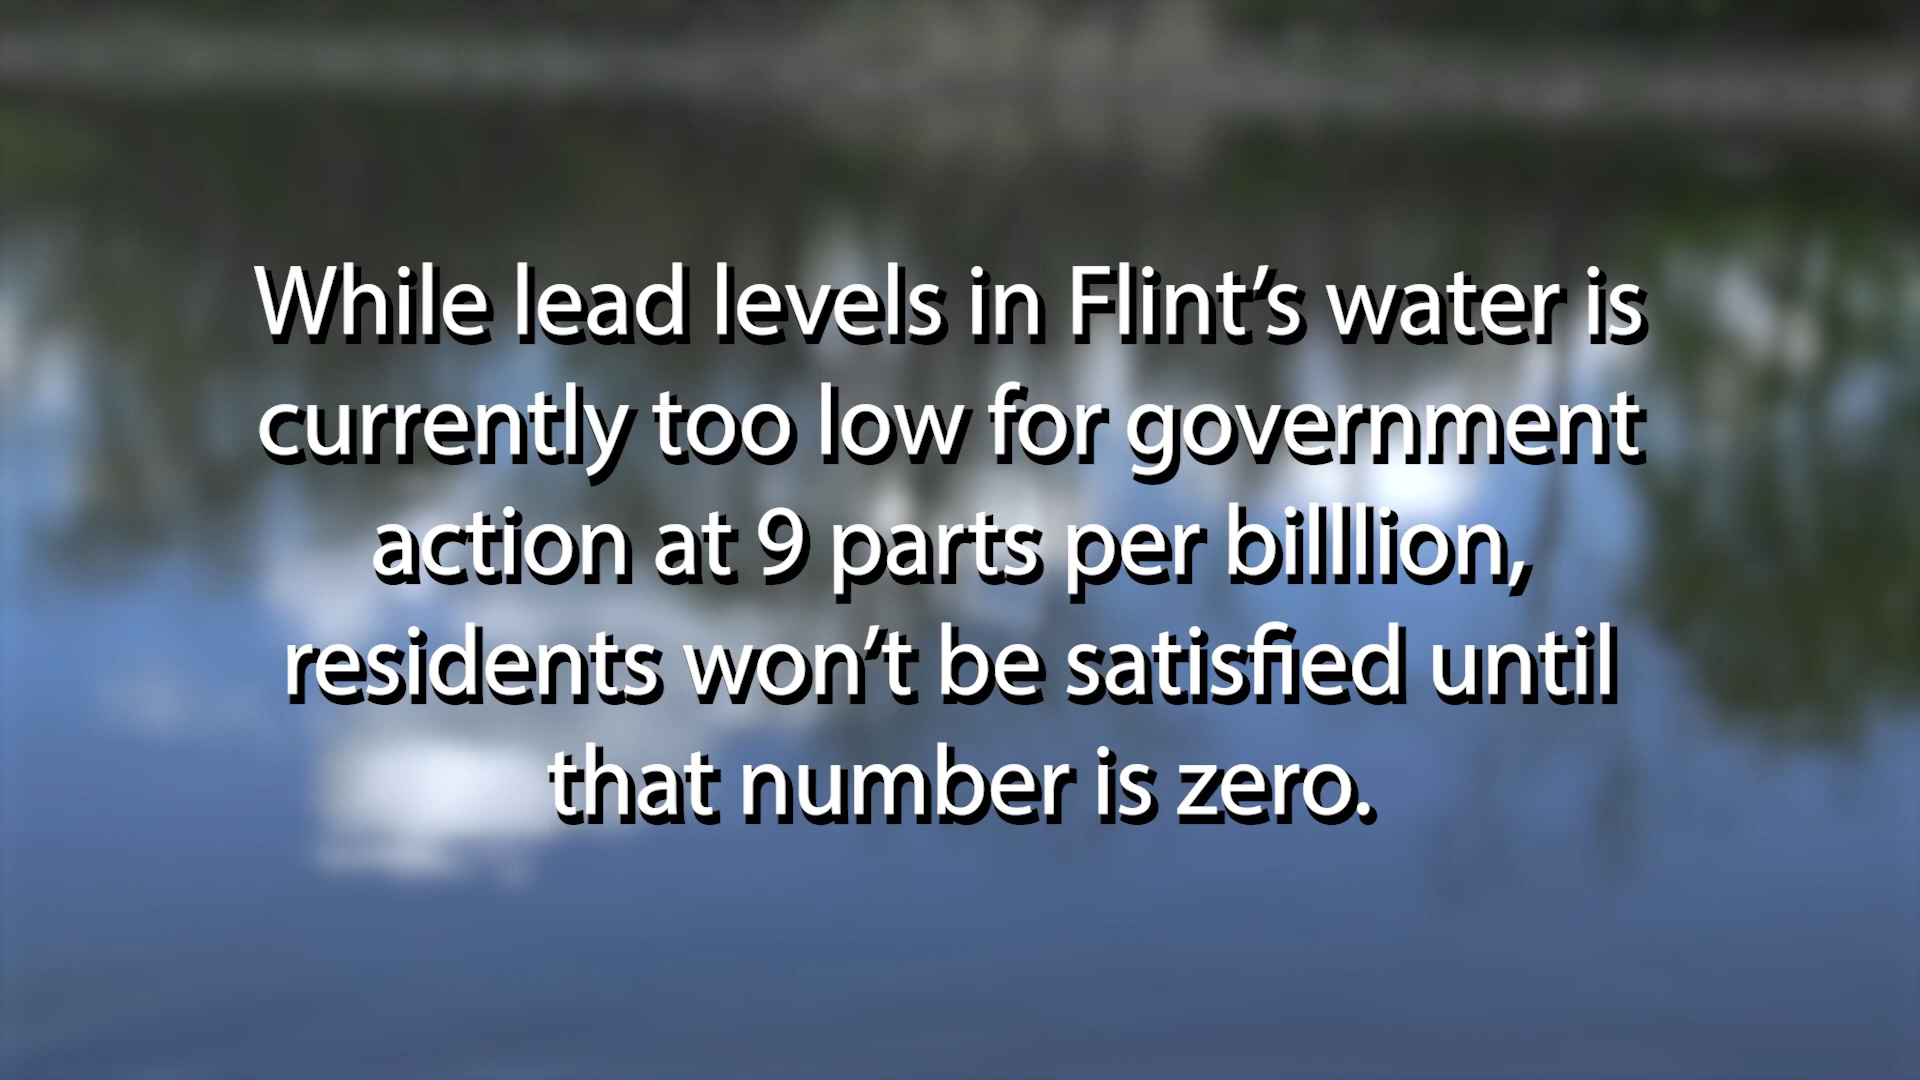 While lead levels in Flint’s water is
currently too low for government
action at 9 parts per billlion,
residents won’t be satisfied until
that number is zero.